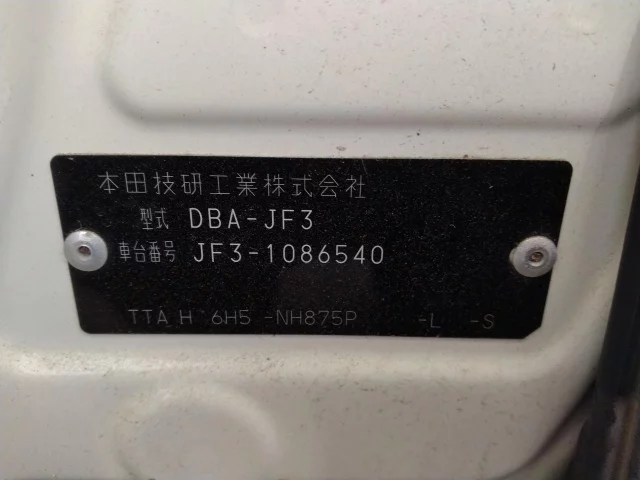 本田技研工業株式会社
型式 DBA-JF3
車台番号 JF3-1086540
TTA H 6H5 -NH875P -L -S